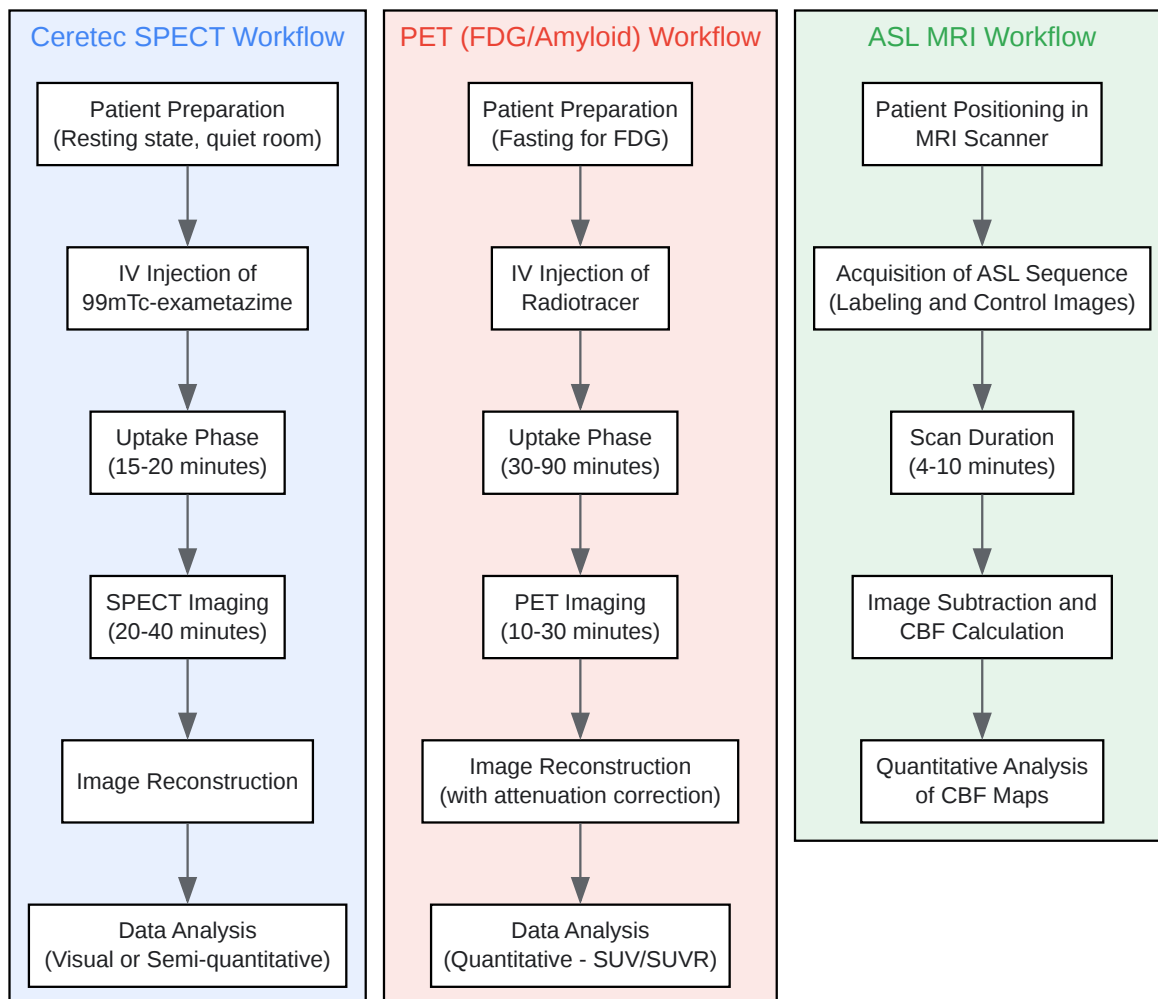 Ceretec SPECT Workflow
Patient Preparation
(Resting state, quiet room)
IV Injection of
99mTc-exametazime
Uptake Phase
(15-20 minutes)
SPECT Imaging
(20-40 minutes)
Image Reconstruction
Data Analysis
(Visual or Semi-quantitative)
PET (FDG/Amyloid) Workflow
Patient Preparation
(Fasting for FDG)
IV Injection of
Radiotracer
Uptake Phase
(30-90 minutes)
PET Imaging
(10-30 minutes)
Image Reconstruction
(with attenuation correction)
Data Analysis
(Quantitative - SUV/SUVR)
ASL MRI Workflow
Patient Positioning in
MRI Scanner
Acquisition of ASL Sequence
(Labeling and Control Images)
Scan Duration
(4-10 minutes)
Image Subtraction and
CBF Calculation
Quantitative Analysis
of CBF Maps